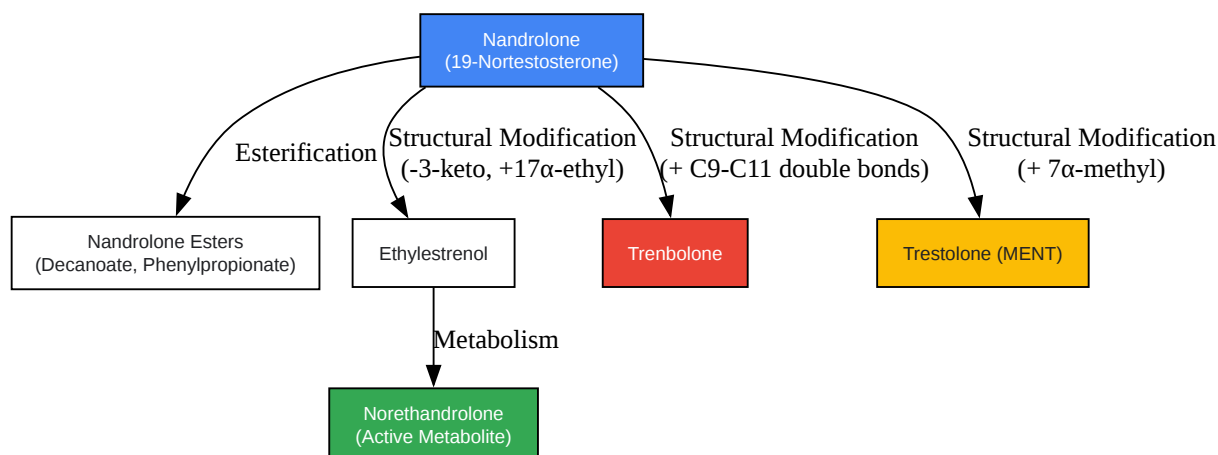 Nandrolone
(19-Nortestosterone)
Esterification
Structural Modification
(-3-keto, +17α-ethyl)
Structural Modification
(+ C9-C11 double bonds)
Structural Modification
(+ 7α-methyl)
Nandrolone Esters
(Decanoate, Phenylpropionate)
Ethylestrenol
Trenbolone
Trestolone (MENT)
Metabolism
Norethandrolone
(Active Metabolite)